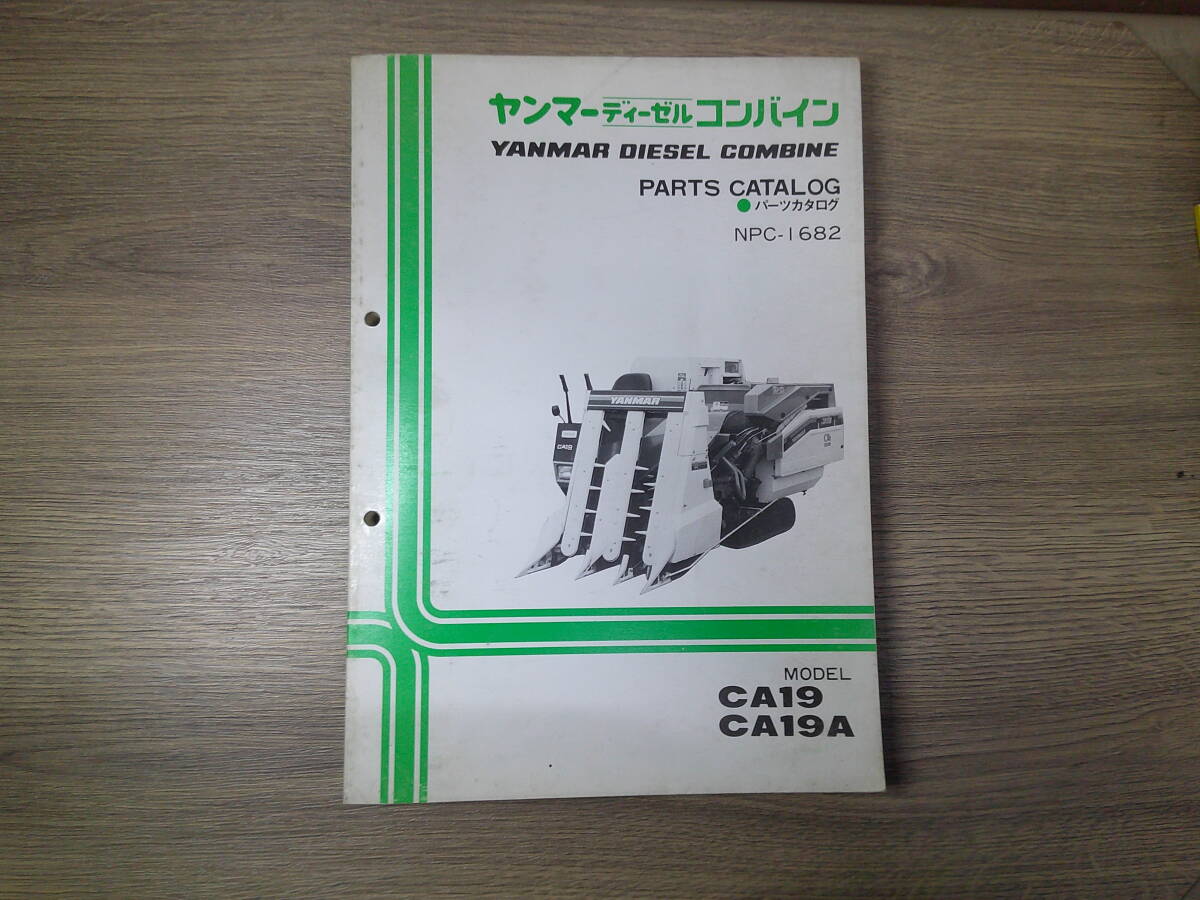 ヤンマーディーゼルコンバイン
YANMAR DIESEL COMBINE
PARTS CATALOG
●パーツカタログ
NPC-1682
YANMAR
CA19
MODEL
CA19
CA19A